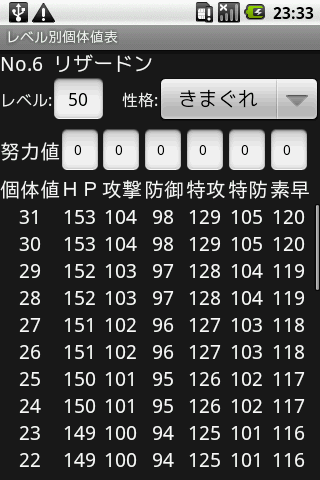 23:33
レベル別個体値表
No.6 リザードン
レベル: 50 性格: きまぐれ
努力値 0 0 0 0 0 0
個体値 ＨＰ 攻撃 防御 特攻 特防 素早
31 153 104 98 129 105 120
30 153 104 98 129 105 120
29 152 103 97 128 104 119
28 152 103 97 128 104 119
27 151 102 96 127 103 118
26 151 102 96 127 103 118
25 150 101 95 126 102 117
24 150 101 95 126 102 117
23 149 100 94 125 101 116
22 149 100 94 125 101 116